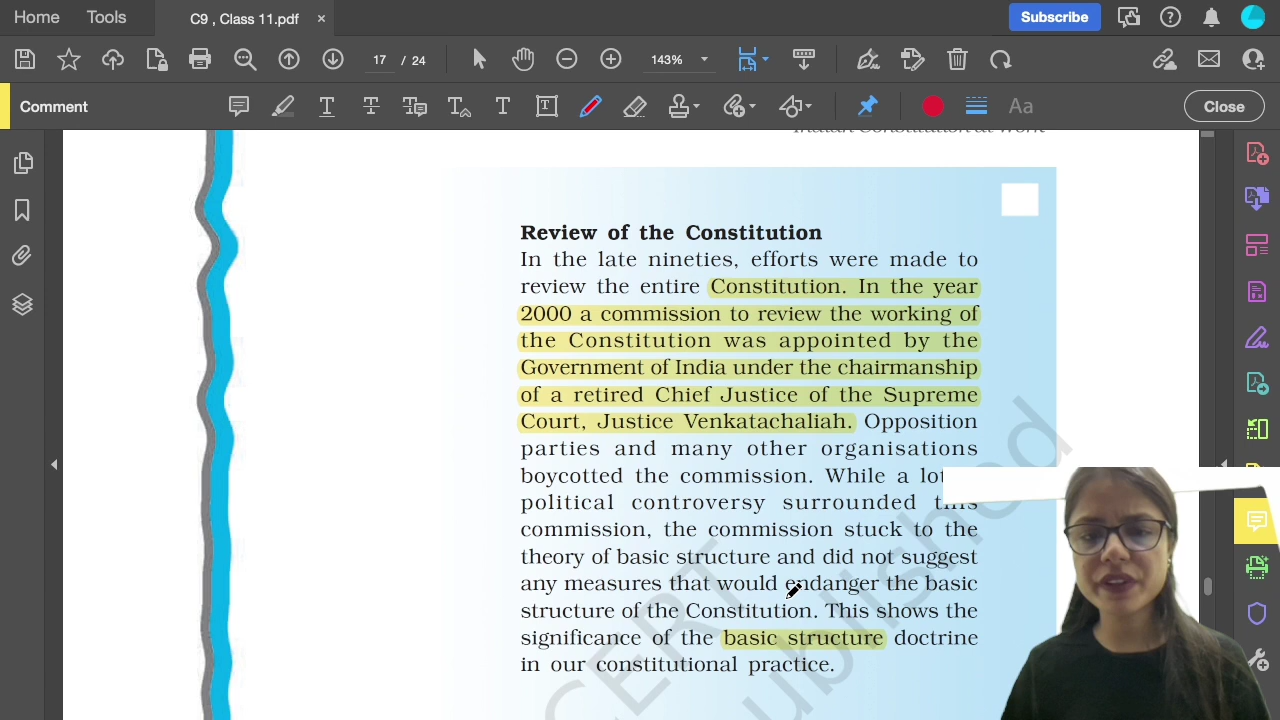 Home
Tools
C9 , Class 11.pdf
Subscribe
17 / 24
143%
Comment
Aa
Close
Indian Constitution at Work
Review of the Constitution
In the late nineties, efforts were made to
review the entire Constitution. In the year
2000 a commission to review the working of
the Constitution was appointed by the
Government of India under the chairmanship
of a retired Chief Justice of the Supreme
Court, Justice Venkatachaliah. Opposition
parties and many other organisations
boycotted the commission. While a lot
political controversy surrounded this
commission, the commission stuck to the
theory of basic structure and did not suggest
any measures that would endanger the basic
structure of the Constitution. This shows the
significance of the basic structure doctrine
in our constitutional practice.